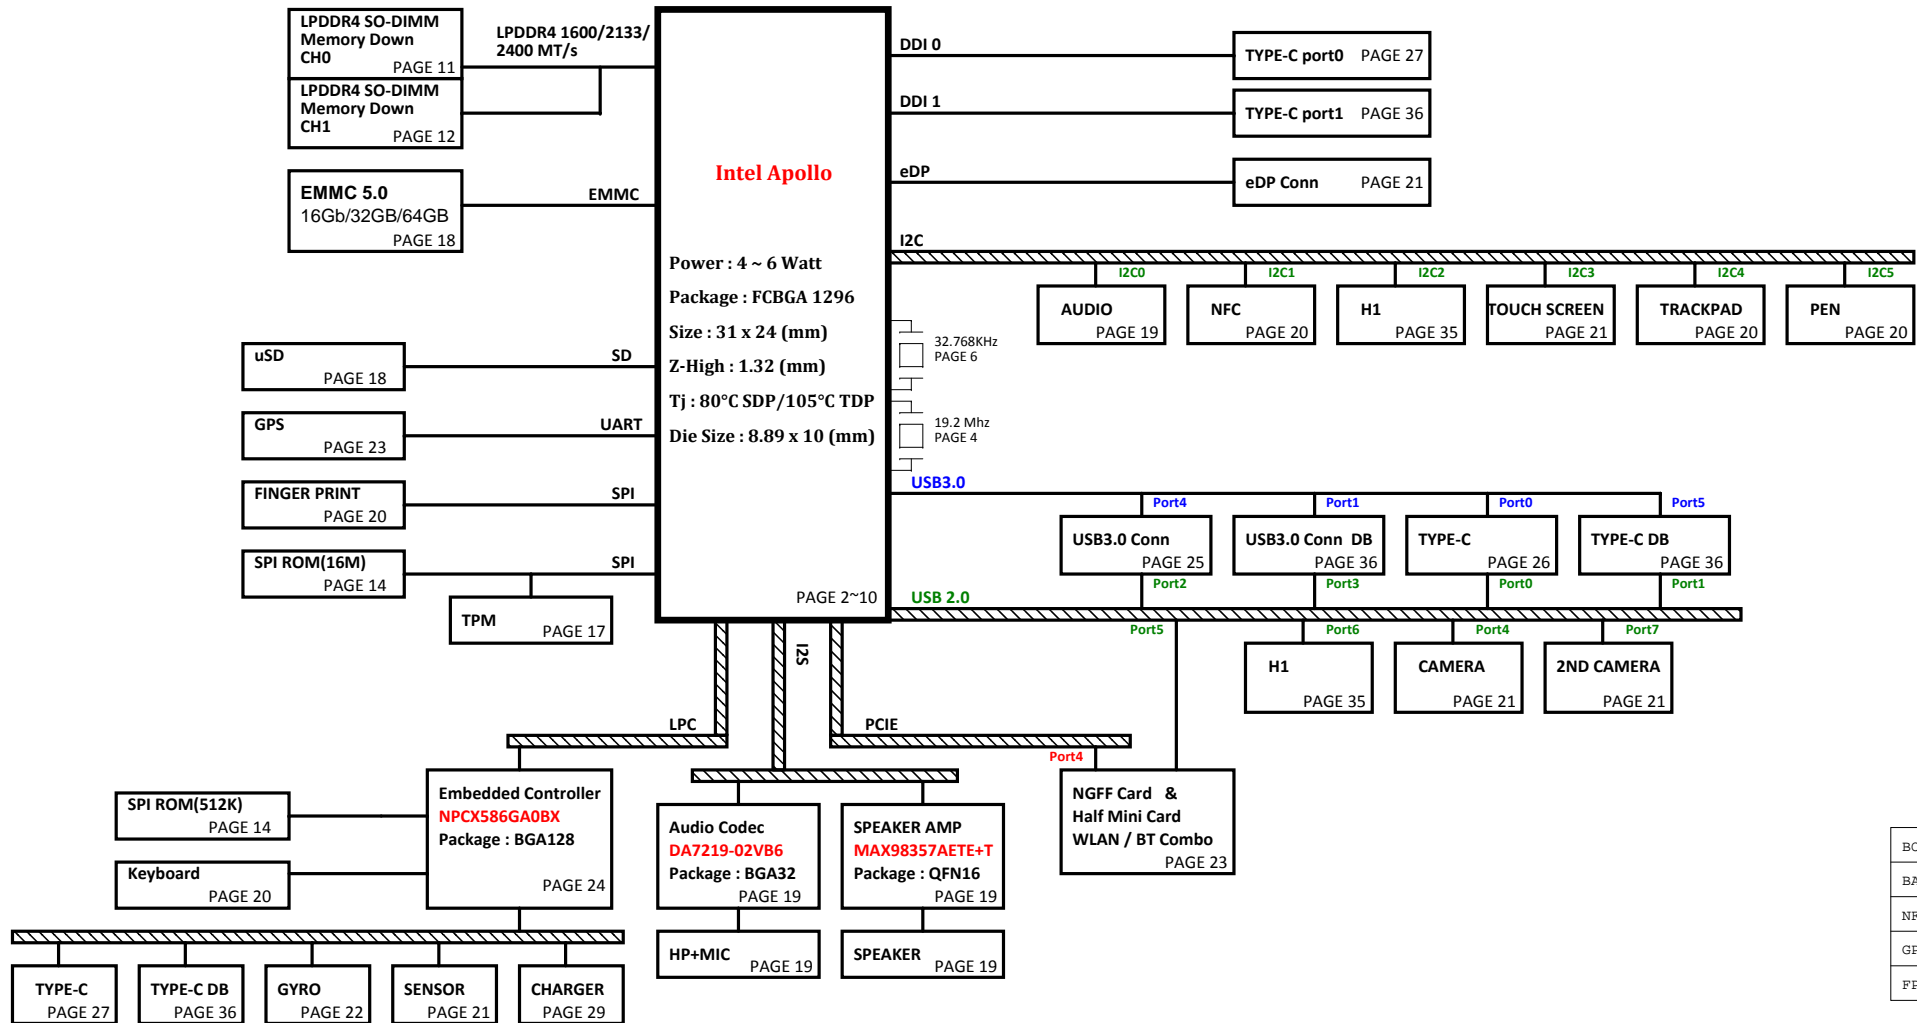 LPDDR4 SO-DIMM
Memory Down
CH0
PAGE 11
LPDDR4 SO-DIMM
Memory Down
CH1
PAGE 12
LPDDR4 1600/2133/
2400 MT/s
EMMC 5.0
16Gb/32GB/64GB
PAGE 18
EMMC
uSD
PAGE 18
SD
GPS
PAGE 23
UART
FINGER PRINT
PAGE 20
SPI
SPI ROM(16M)
PAGE 14
SPI
TPM
PAGE 17
Intel Apollo
Power : 4 ~ 6 Watt
Package : FCBGA 1296
Size : 31 x 24 (mm)
Z-High : 1.32 (mm)
Tj : 80°C SDP/105°C TDP
Die Size : 8.89 x 10 (mm)
PAGE 2~10
DDI 0
TYPE-C port0 PAGE 27
DDI 1
TYPE-C port1 PAGE 36
eDP
eDP Conn PAGE 21
I2C
I2C0
I2C1
I2C2
I2C3
I2C4
I2C5
AUDIO
PAGE 19
NFC
PAGE 20
H1
PAGE 35
TOUCH SCREEN
PAGE 21
TRACKPAD
PAGE 20
PEN
PAGE 20
32.768KHz
PAGE 6
19.2 Mhz
PAGE 4
USB3.0
Port4
Port1
Port0
Port5
USB3.0 Conn
PAGE 25
USB3.0 Conn DB
PAGE 36
TYPE-C
PAGE 26
TYPE-C DB
PAGE 36
Port2
Port3
Port0
Port1
USB 2.0
Port5
Port6
Port4
Port7
H1
PAGE 35
CAMERA
PAGE 21
2ND CAMERA
PAGE 21
I2S
LPC
PCIE
Port4
SPI ROM(512K)
PAGE 14
Keyboard
PAGE 20
Embedded Controller
NPCX586GA0BX
Package : BGA128
PAGE 24
Audio Codec
DA7219-02VB6
Package : BGA32
PAGE 19
SPEAKER AMP
MAX98357AETE+T
Package : QFN16
PAGE 19
NGFF Card &
Half Mini Card
WLAN / BT Combo
PAGE 23
HP+MIC
PAGE 19
SPEAKER
PAGE 19
TYPE-C
PAGE 27
TYPE-C DB
PAGE 36
GYRO
PAGE 22
SENSOR
PAGE 21
CHARGER
PAGE 29